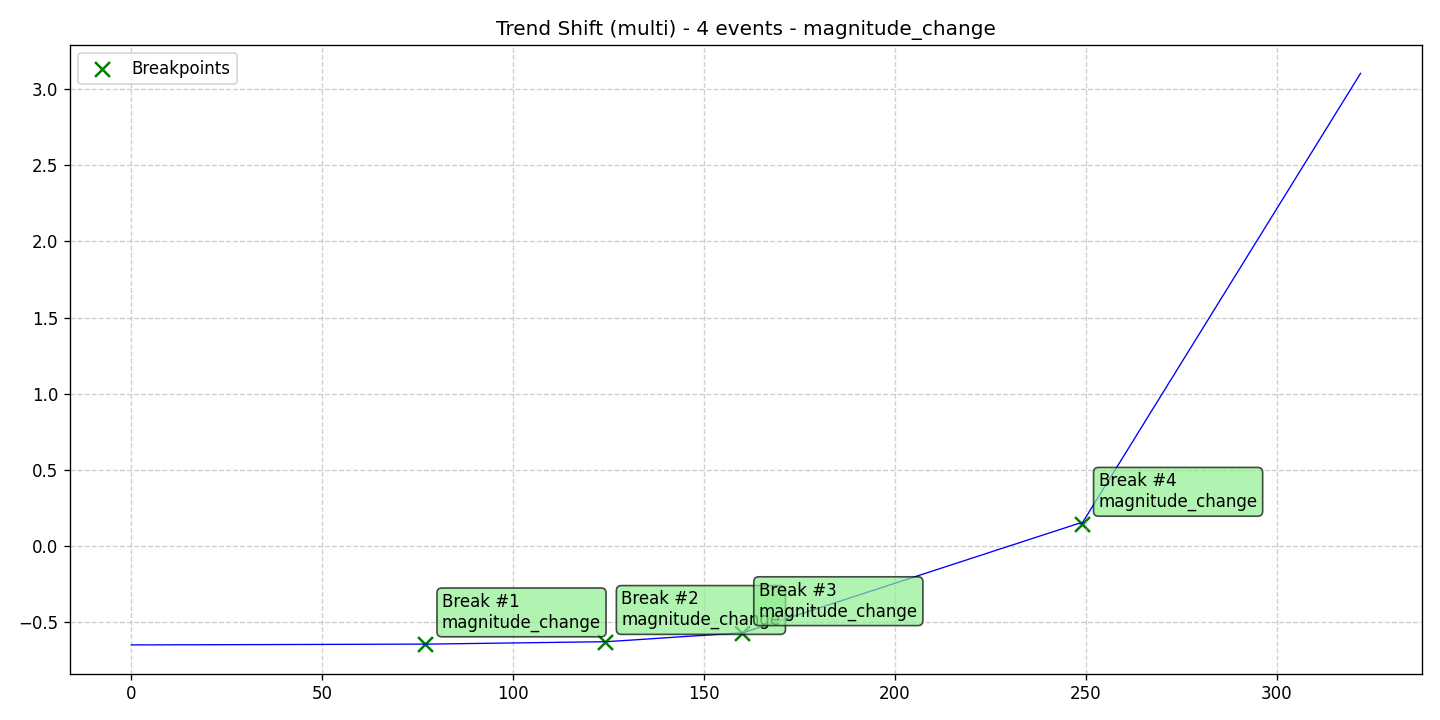 Trend Shift (multi) - 4 events - magnitude_change
Breakpoints
3.0
2.5
2.0
1.5
1.0
0.5
0.0
−0.5
Break #1
magnitude_change
Break #2
magnitude_change
Break #3
magnitude_change
Break #4
magnitude_change
0
50
100
150
200
250
300